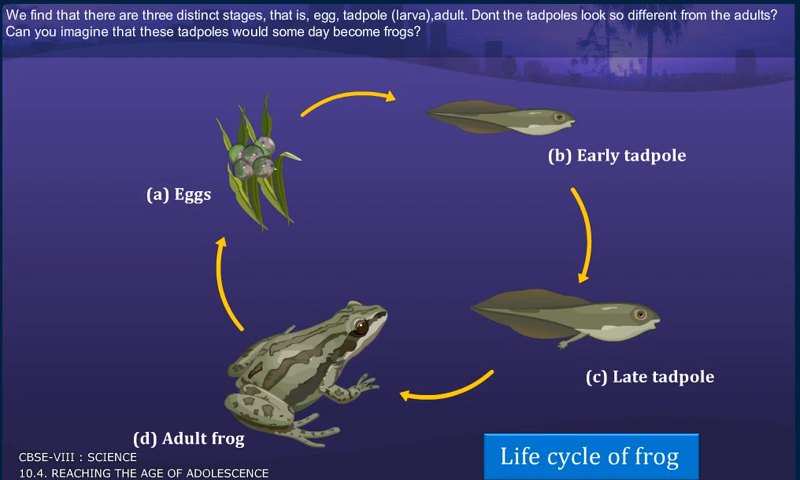 We find that there are three distinct stages, that is, egg, tadpole (larva),adult. Dont the tadpoles look so different from the adults?
Can you imagine that these tadpoles would some day become frogs?
(b) Early tadpole
(a) Eggs
(c) Late tadpole
(d) Adult frog
Life cycle of frog
CBSE-VIII : SCIENCE
10.4. REACHING THE AGE OF ADOLESCENCE